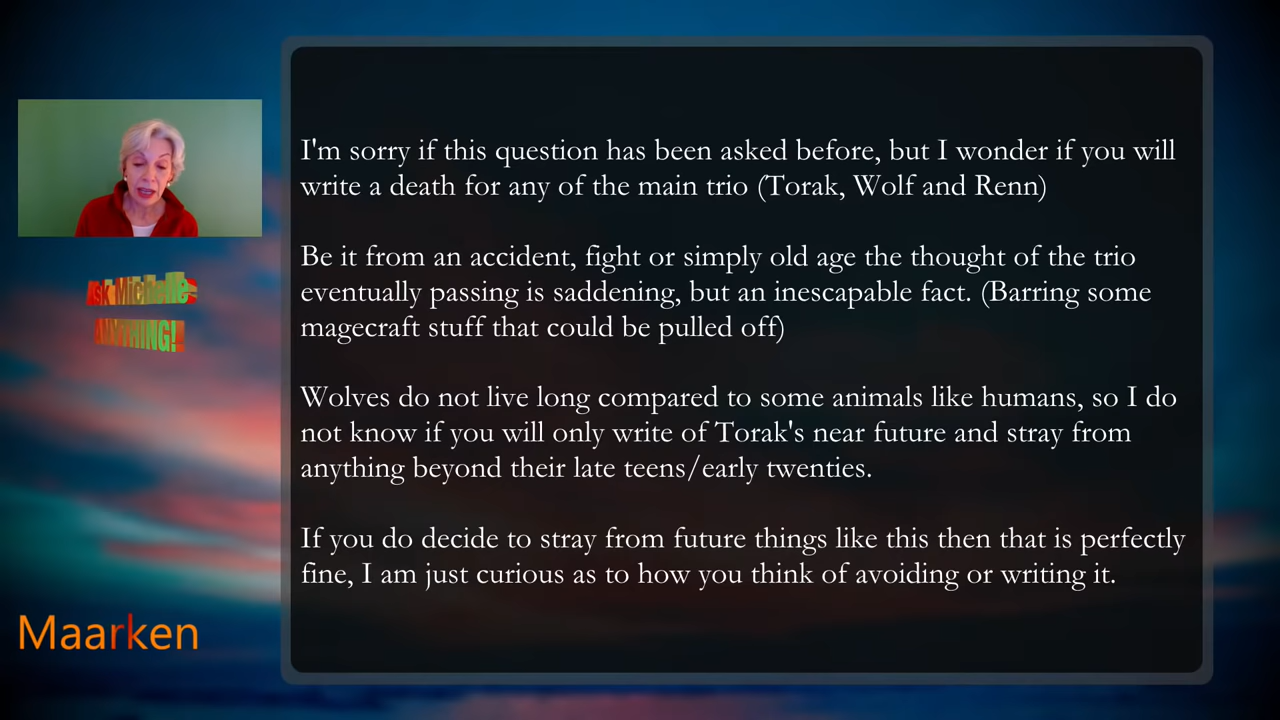 I'm sorry if this question has been asked before, but I wonder if you will
write a death for any of the main trio (Torak, Wolf and Renn)
Be it from an accident, fight or simply old age the thought of the trio
eventually passing is saddening, but an inescapable fact. (Barring some
magecraft stuff that could be pulled off)
Wolves do not live long compared to some animals like humans, so I do
not know if you will only write of Torak's near future and stray from
anything beyond their late teens/early twenties.
If you do decide to stray from future things like this then that is perfectly
fine, I am just curious as to how you think of avoiding or writing it.
Ask Michelle
ANYTHING!
Maarken